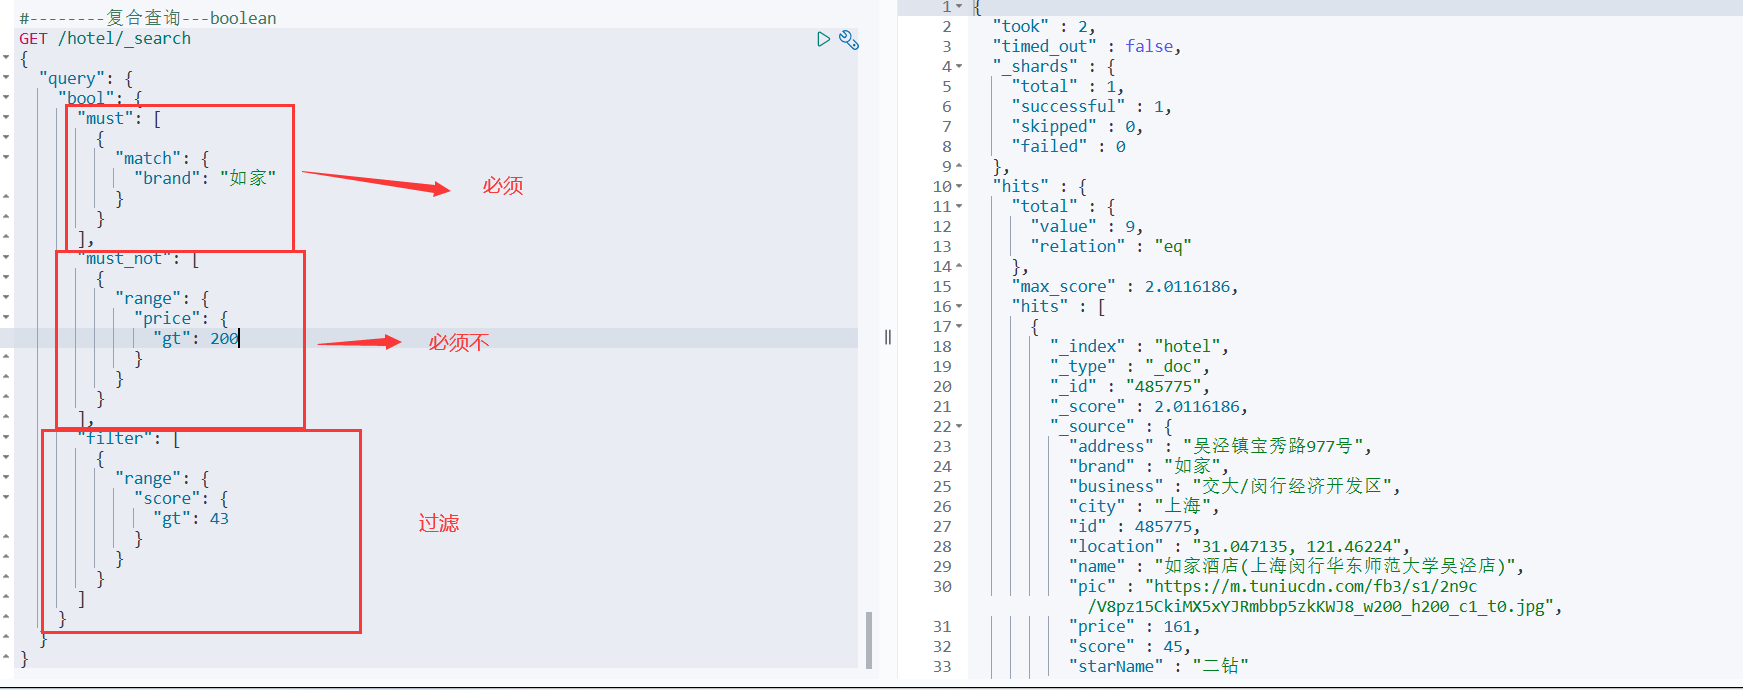 #--------复合查询---boolean
GET /hotel/_search
{
"query": {
"bool": {
"must": [
{
"match": {
"brand": "如家"
}
}
],
"must_not": [
{
"range": {
"price": {
"gt": 200
}
}
}
],
"filter": [
{
"range": {
"score": {
"gt": 43
}
}
}
]
}
}
}
必须
必须不
过滤
1 {
2 "took" : 2,
3 "timed_out" : false,
4 "_shards" : {
5 "total" : 1,
6 "successful" : 1,
7 "skipped" : 0,
8 "failed" : 0
9 },
10 "hits" : {
11 "total" : {
12 "value" : 9,
13 "relation" : "eq"
14 },
15 "max_score" : 2.0116186,
16 "hits" : [
17 {
18 "_index" : "hotel",
19 "_type" : "_doc",
20 "_id" : "485775",
21 "_score" : 2.0116186,
22 "_source" : {
23 "address" : "吴泾镇宝秀路977号",
24 "brand" : "如家",
25 "business" : "交大/闵行经济开发区",
26 "city" : "上海",
27 "id" : 485775,
28 "location" : "31.047135, 121.46224",
29 "name" : "如家酒店(上海闵行华东师范大学吴泾店)",
30 "pic" : "https://m.tuniucdn.com/fb3/s1/2n9c
/V8pz15CkiMX5xYJRmbbp5zkKWJ8_w200_h200_c1_t0.jpg",
31 "price" : 161,
32 "score" : 45,
33 "starName" : "二钻"